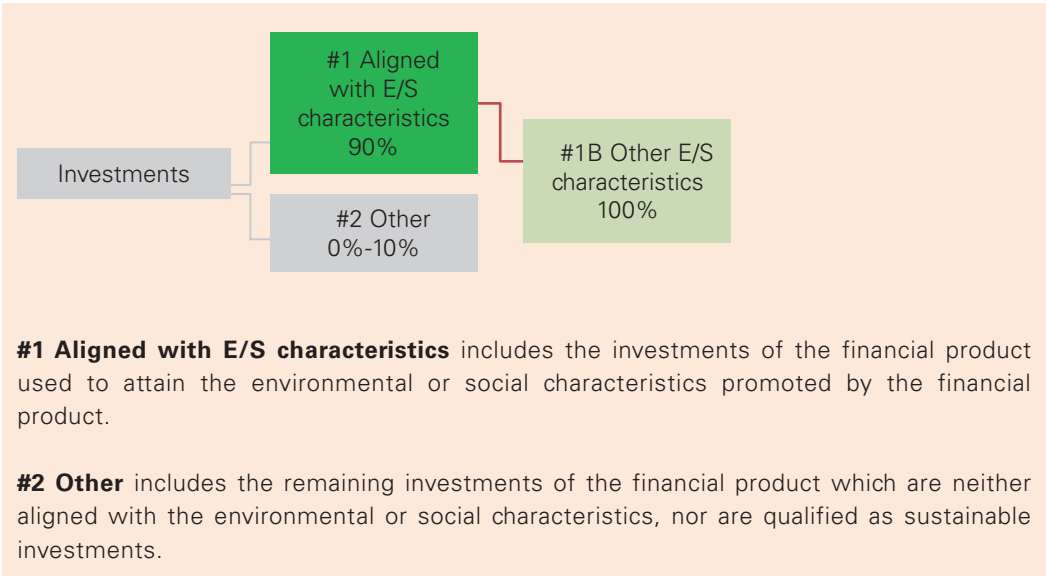 #1 Aligned
with E/S
characteristics
90%
Investments
#2 Other
0%-10%
#1B Other E/S
characteristics
100%
#1 Aligned with E/S characteristics includes the investments of the financial product
used to attain the environmental or social characteristics promoted by the financial
product.
#2 Other includes the remaining investments of the financial product which are neither
aligned with the environmental or social characteristics, nor are qualified as sustainable
investments.